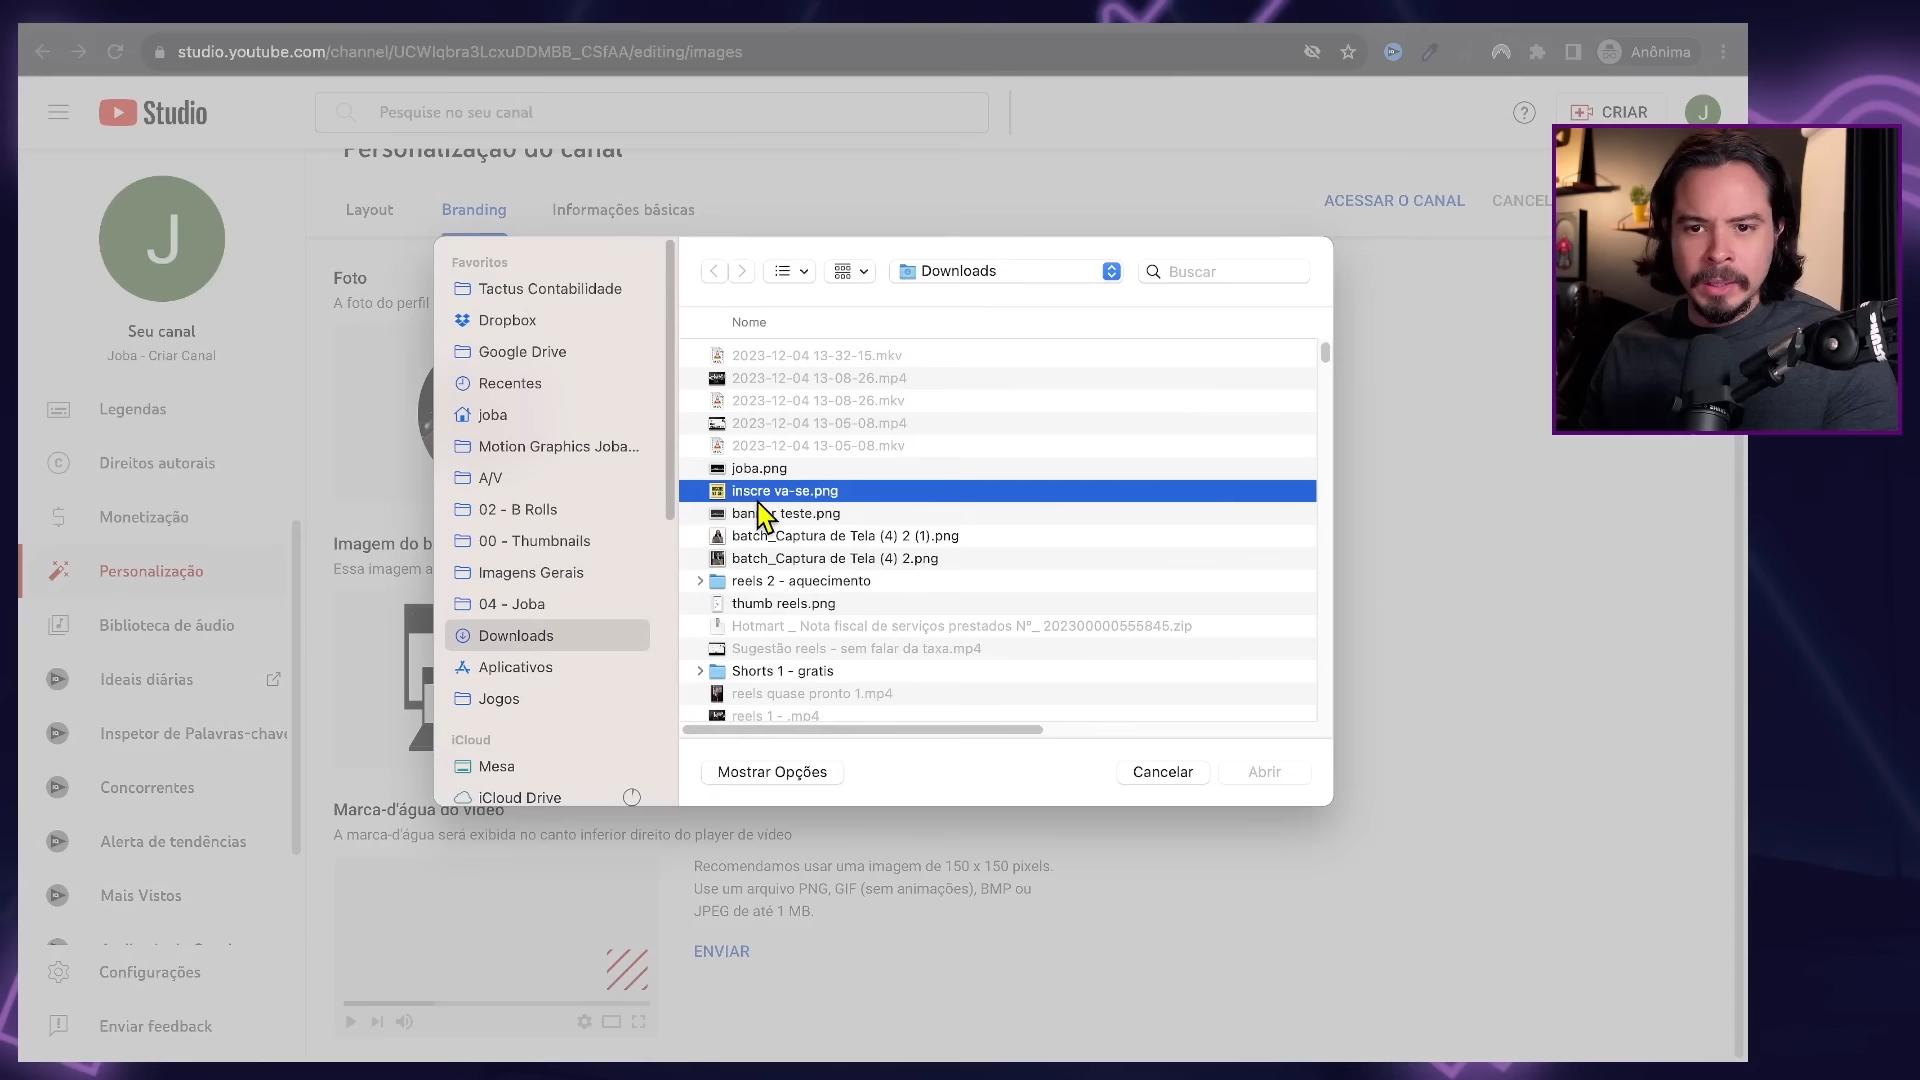 studio.youtube.com/channel/UCWlqbra3LcxuDDMBB_CSfAA/editing/images
Anônima
Studio
Pesquise no seu canal
CRIAR
J
Personalização do canal
Layout
Branding
Informações básicas
ACESSAR O CANAL
CANCEL
J
Seu canal
Joba - Criar Canal
Legendas
Direitos autorais
Monetização
Personalização
Biblioteca de áudio
Ideais diárias
Inspetor de Palavras-chave
Concorrentes
Alerta de tendências
Mais Vistos
Configurações
Enviar feedback
Foto
A foto do perfil
Imagem do b
Essa imagem a
Favoritos
Tactus Contabilidade
Dropbox
Google Drive
Recentes
joba
Motion Graphics Joba...
A/V
02 - B Rolls
00 - Thumbnails
Imagens Gerais
04 - Joba
Downloads
Aplicativos
Jogos
iCloud
Mesa
iCloud Drive
Downloads
Buscar
Nome
2023-12-04 13-32-15.mkv
2023-12-04 13-08-26.mp4
2023-12-04 13-08-26.mkv
2023-12-04 13-05-08.mp4
2023-12-04 13-05-08.mkv
joba.png
inscre va-se.png
ban r teste.png
batch_Captura de Tela (4) 2 (1).png
batch_Captura de Tela (4) 2.png
reels 2 - aquecimento
thumb reels.png
Hotmart _ Nota fiscal de serviços prestados Nº_ 202300000555845.zip
Sugestão reels - sem falar da taxa.mp4
Shorts 1 - gratis
reels quase pronto 1.mp4
reels 1 - .mp4
Mostrar Opções
Cancelar
Abrir
Marca-d'água do vídeo
A marca-d'água será exibida no canto inferior direito do player de vídeo
Recomendamos usar uma imagem de 150 x 150 pixels.
Use um arquivo PNG, GIF (sem animações), BMP ou
JPEG de até 1 MB.
ENVIAR